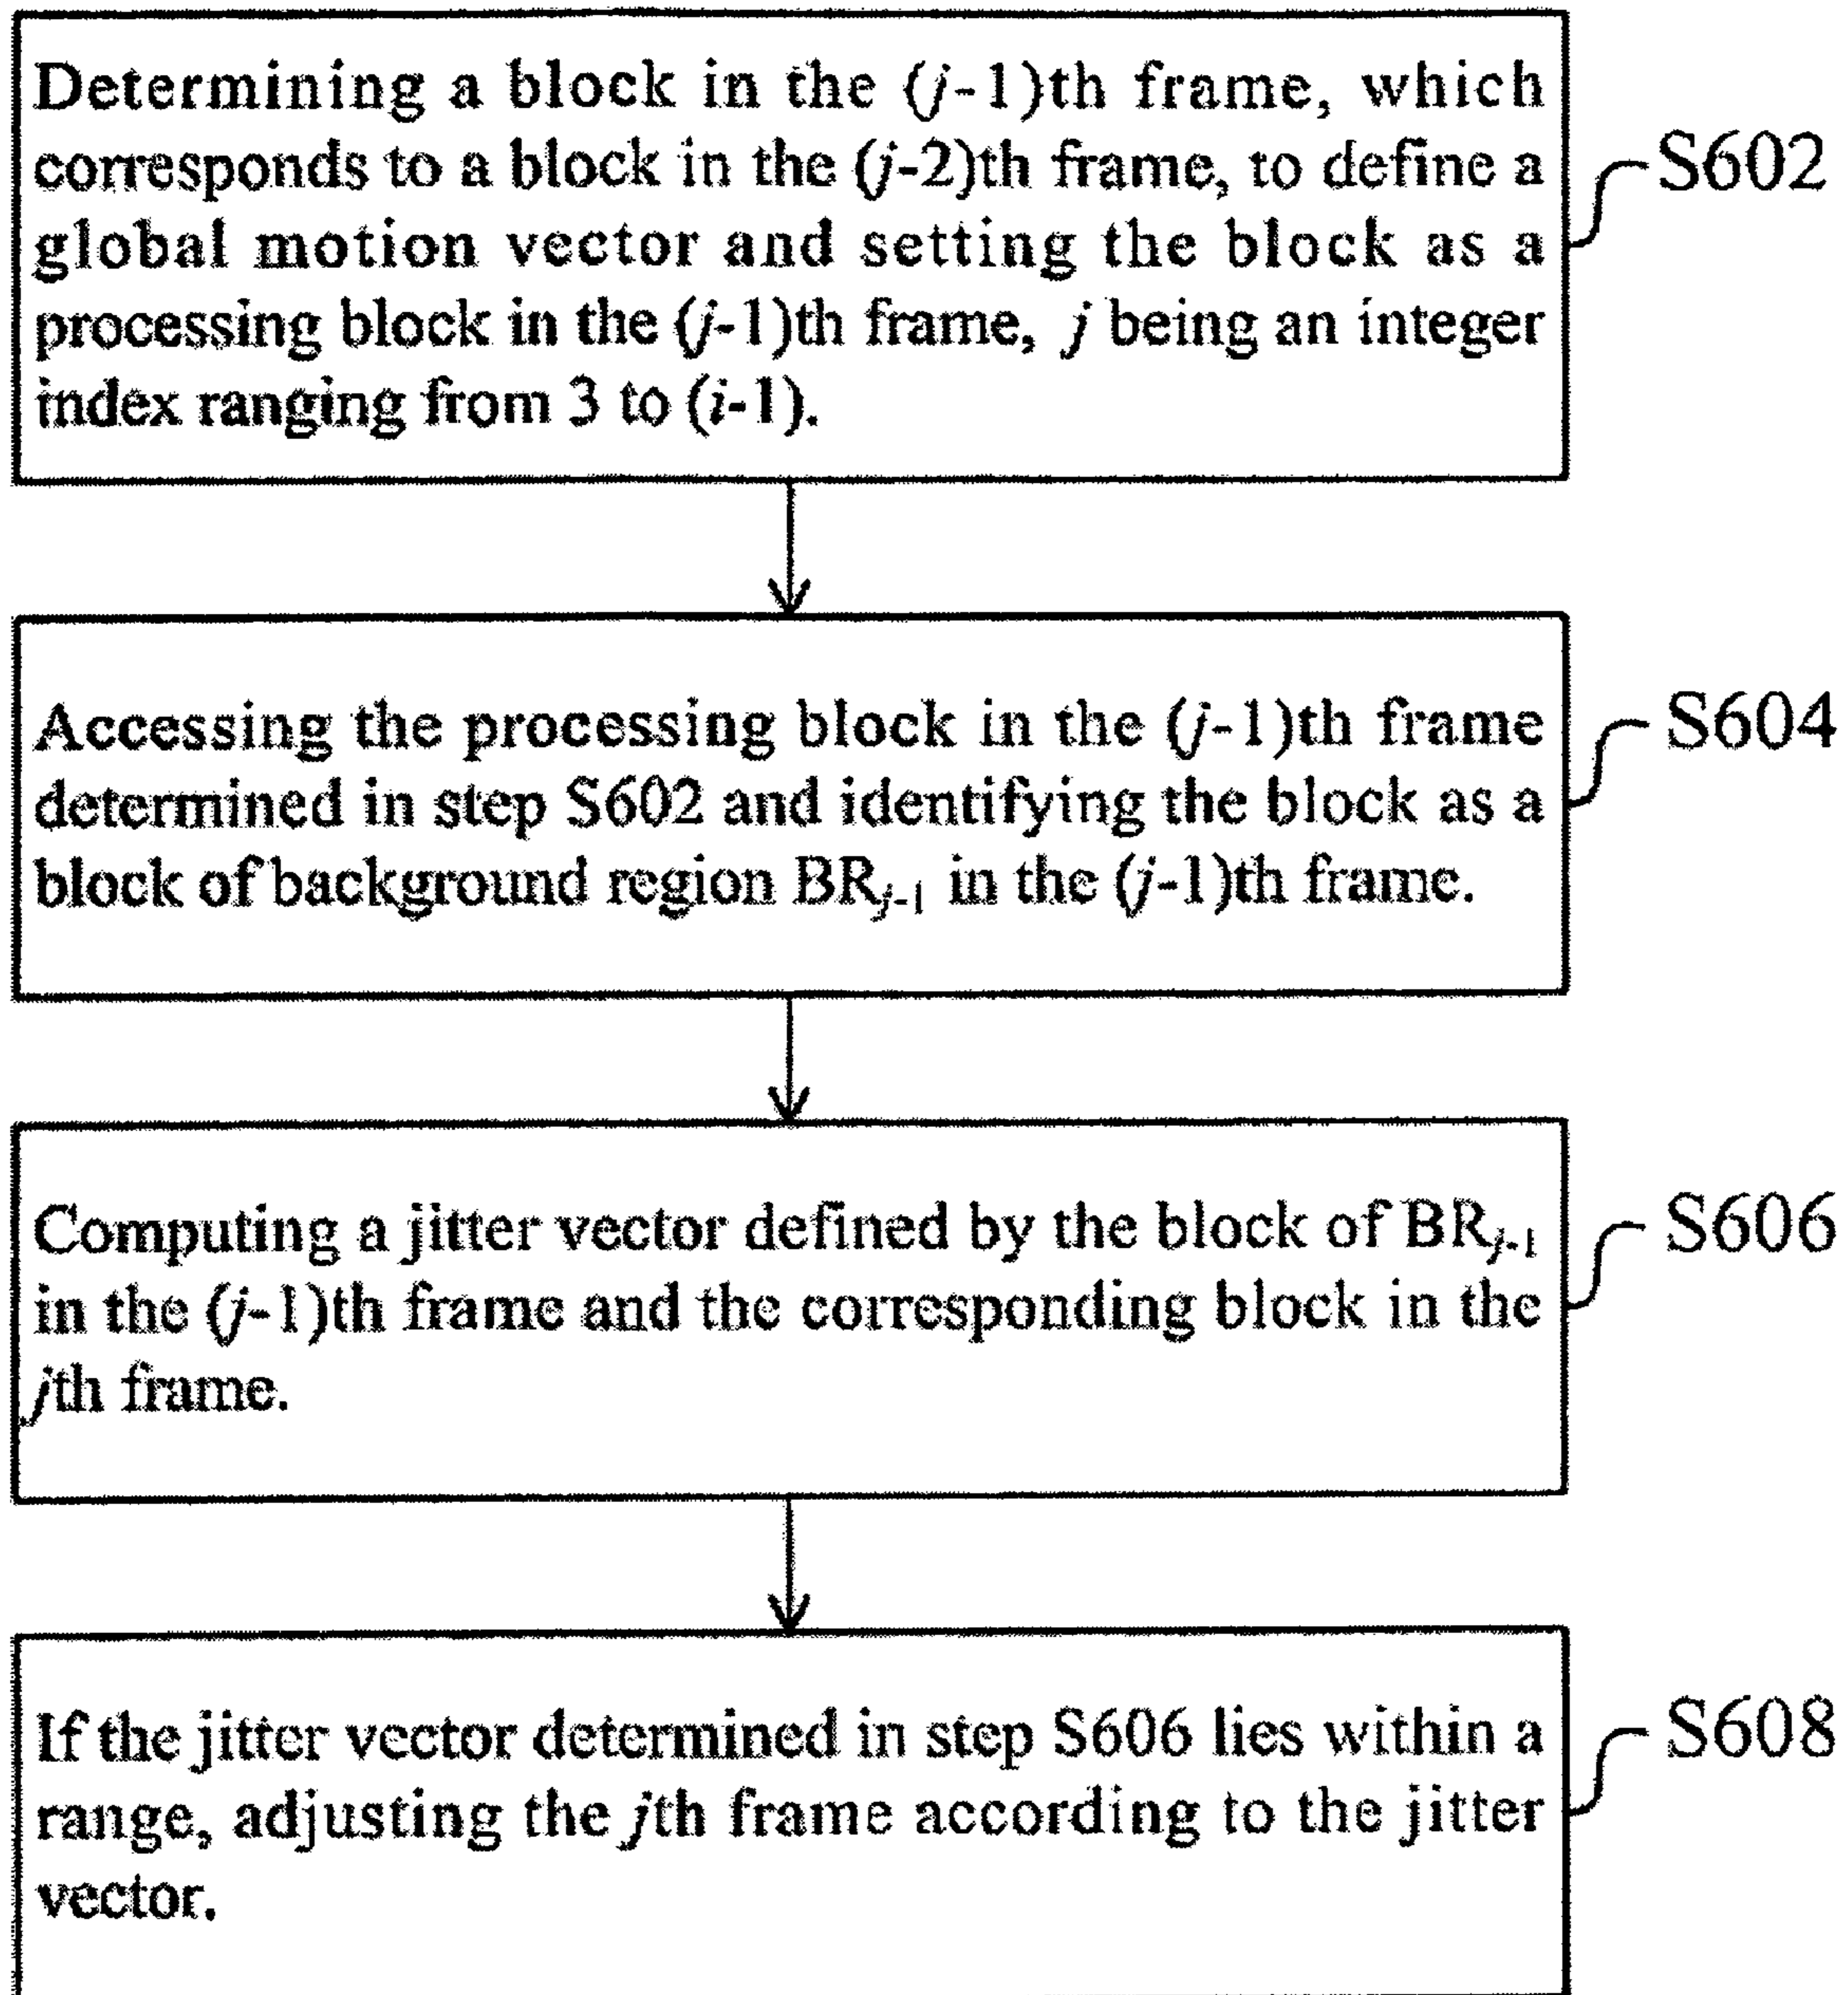 Determining a block in the (j-1)th frame, which
corresponds to a block in the (j-2)th frame, to define a
global motion vector and setting the block as a
processing block in the (j-1)th frame, j being an integer
index ranging from 3 to (i-1).
S602
Accessing the processing block in the (j-1)th frame
determined in step S602 and identifying the block as a
block of background region BRj-1 in the (j-1)th frame.
S604
Computing a jitter vector defined by the block of BRj-1
in the (j-1)th frame and the corresponding block in the
jth frame.
S606
If the jitter vector determined in step S606 lies within a
range, adjusting the jth frame according to the jitter
vector.
S608